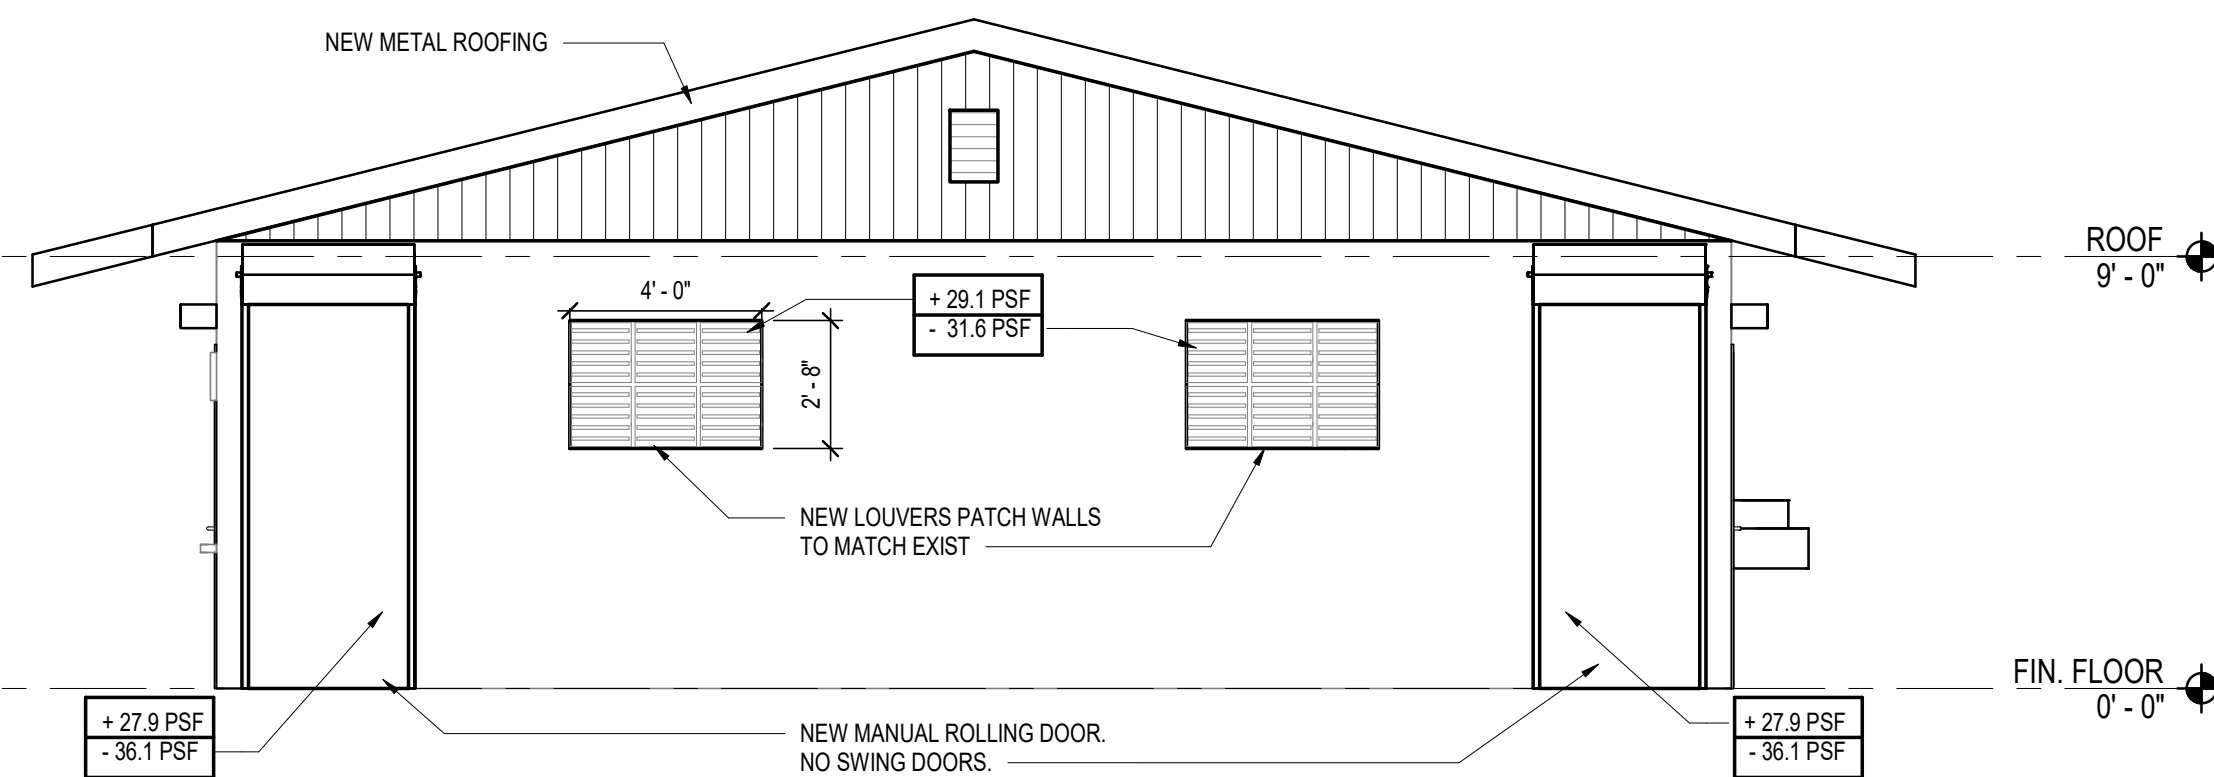 NEW METAL ROOFING
ROOF
9' - 0"
4' - 0"
+ 29.1 PSF
- 31.6 PSF
2' - 8"
NEW LOUVERS PATCH WALLS
TO MATCH EXIST
FIN. FLOOR
0' - 0"
+ 27.9 PSF
- 36.1 PSF
NEW MANUAL ROLLING DOOR.
NO SWING DOORS.
+ 27.9 PSF
- 36.1 PSF